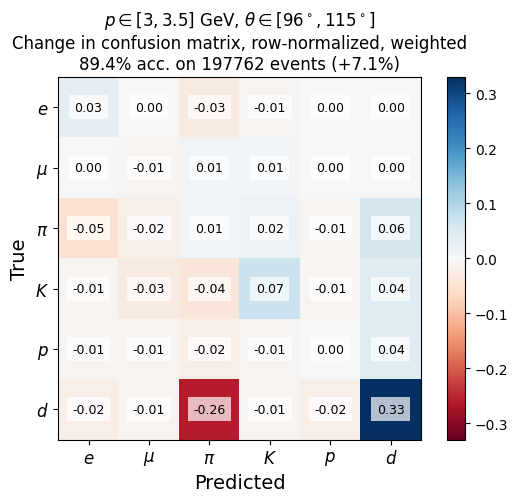 p ∈ [3, 3.5] GeV, θ ∈ [96°, 115°]
Change in confusion matrix, row-normalized, weighted
89.4% acc. on 197762 events (+7.1%)
e 0.03 0.00 -0.03 -0.01 0.00 0.00
μ 0.00 -0.01 0.01 0.01 0.00 0.00
π -0.05 -0.02 0.01 0.02 -0.01 0.06
K -0.01 -0.03 -0.04 0.07 -0.01 0.04
p -0.01 -0.01 -0.02 -0.01 0.00 0.04
d -0.02 -0.01 -0.26 -0.01 -0.02 0.33
e μ π K p d
Predicted
True
0.3
0.2
0.1
0.0
−0.1
−0.2
−0.3